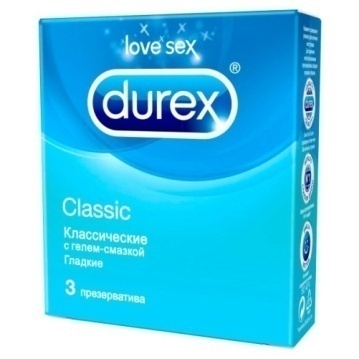 love sex
durex®
Classic
Классические
с гелем-смазкой
Гладкие
3 презерватива